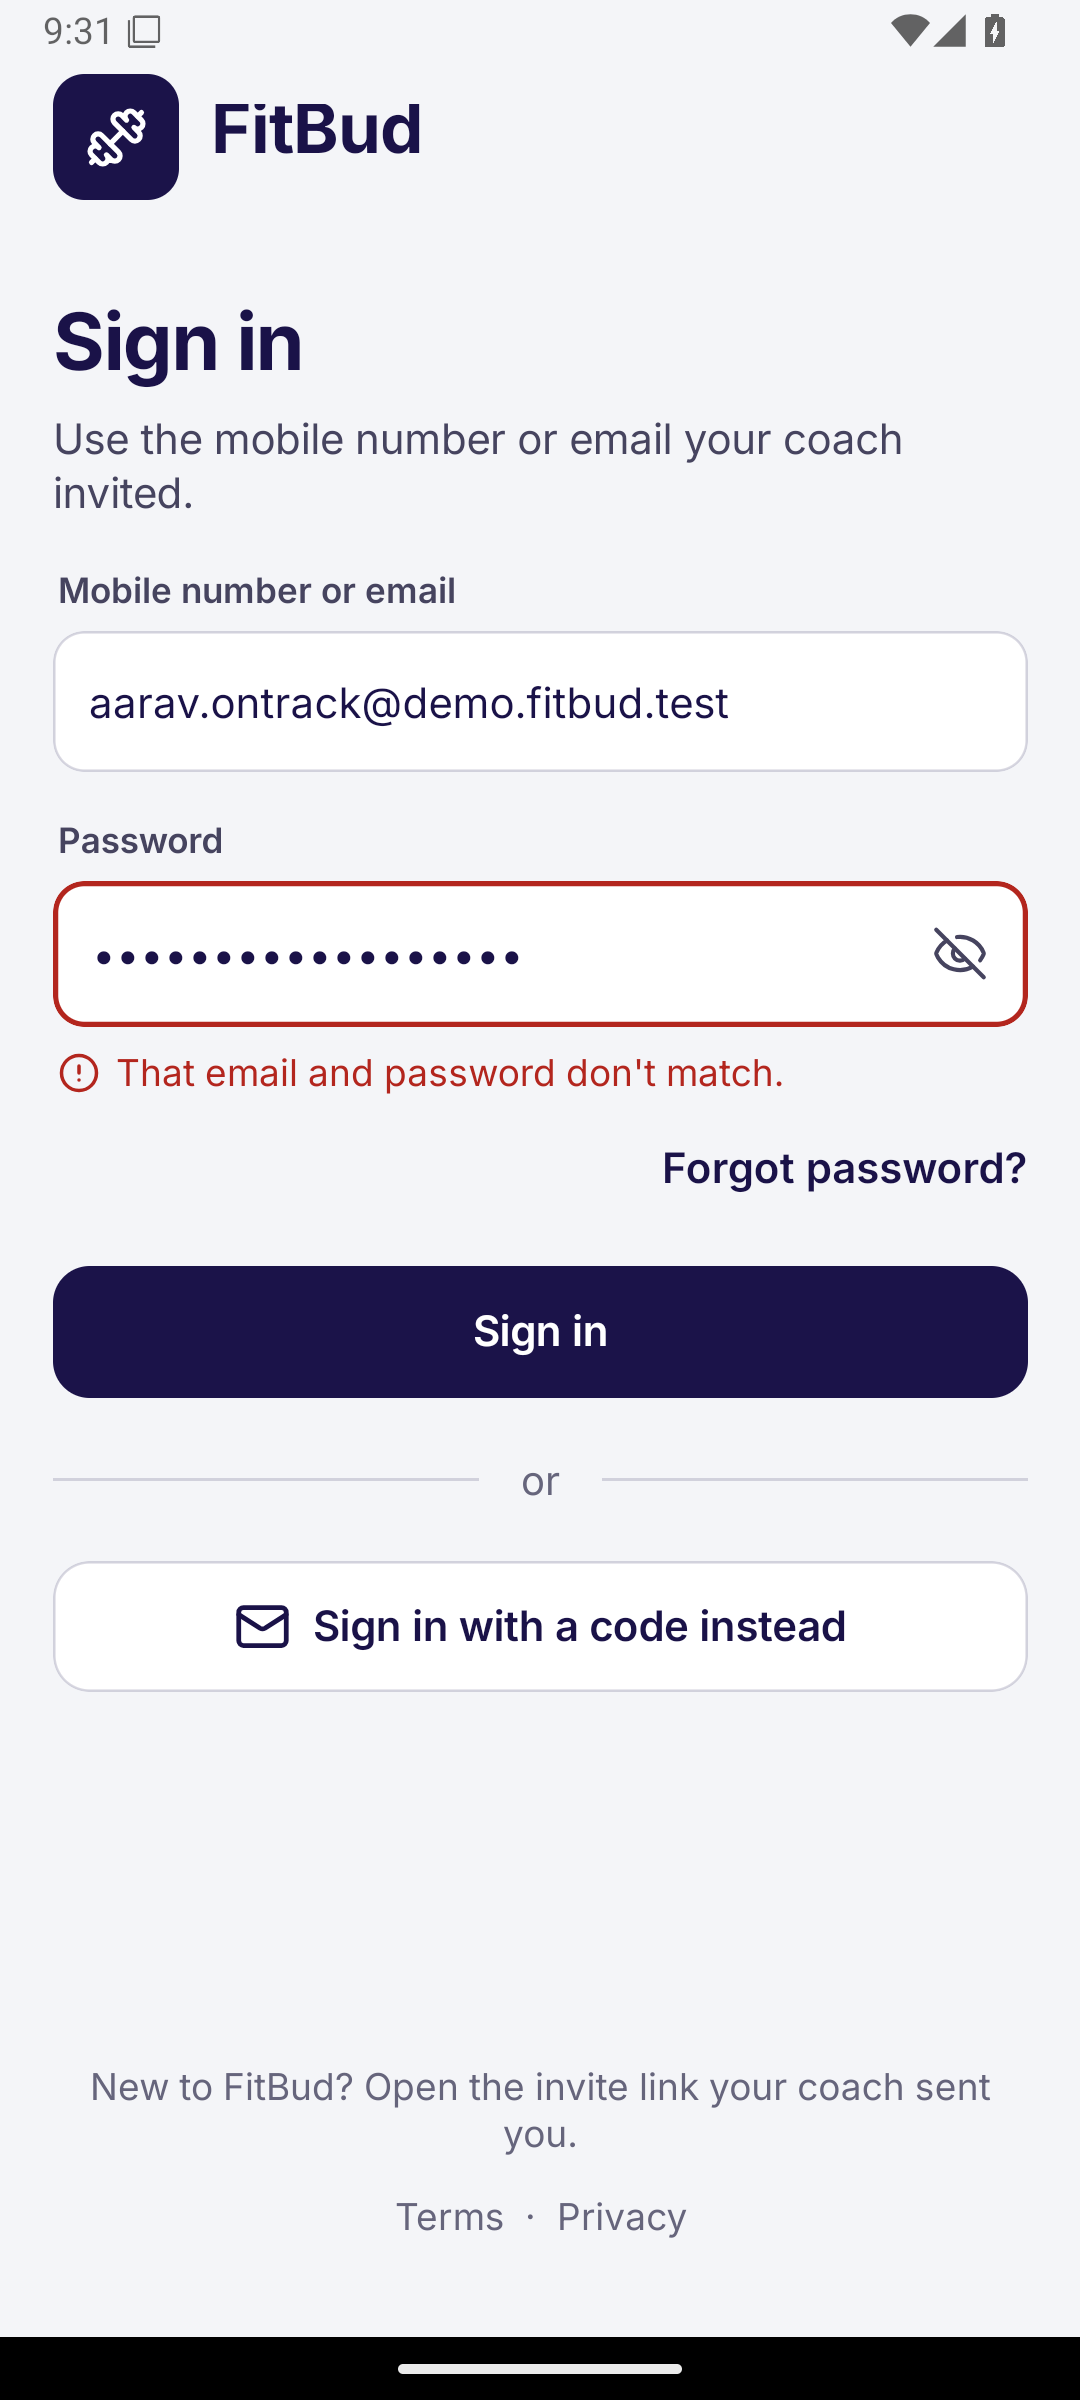 9:31
FitBud
Sign in
Use the mobile number or email your coach
invited.
Mobile number or email
aarav.ontrack@demo.fitbud.test
Password
••••••••••••••••••
That email and password don't match.
Forgot password?
Sign in
or
Sign in with a code instead
New to FitBud? Open the invite link your coach sent
you.
Terms · Privacy